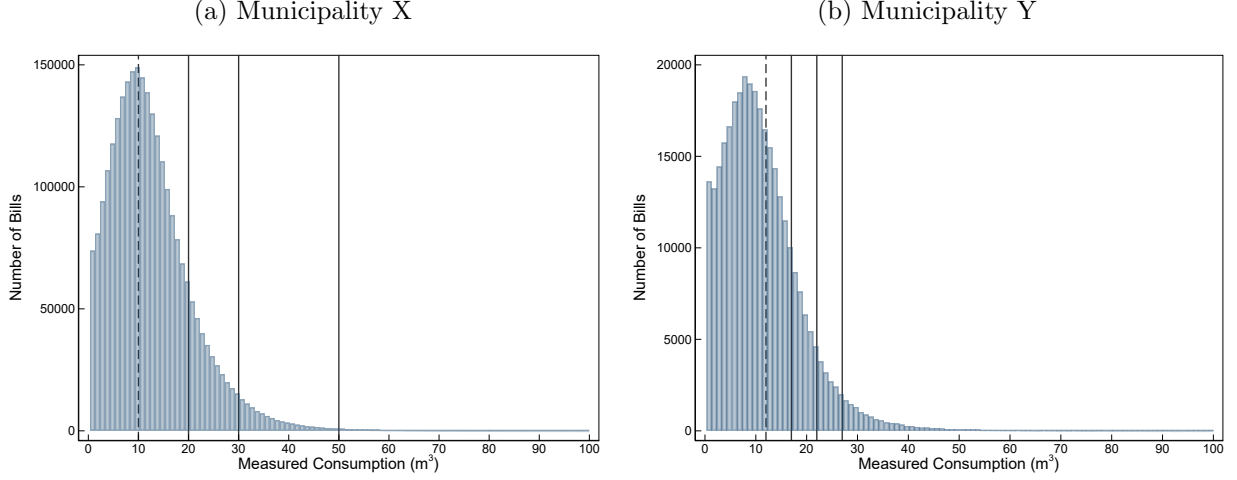 (a) Municipality X
150000
100000
50000
0
Number of Bills
0 10 20 30 40 50 60 70 80 90 100
Measured Consumption (m³)
(b) Municipality Y
20000
15000
10000
5000
0
Number of Bills
0 10 20 30 40 50 60 70 80 90 100
Measured Consumption (m³)